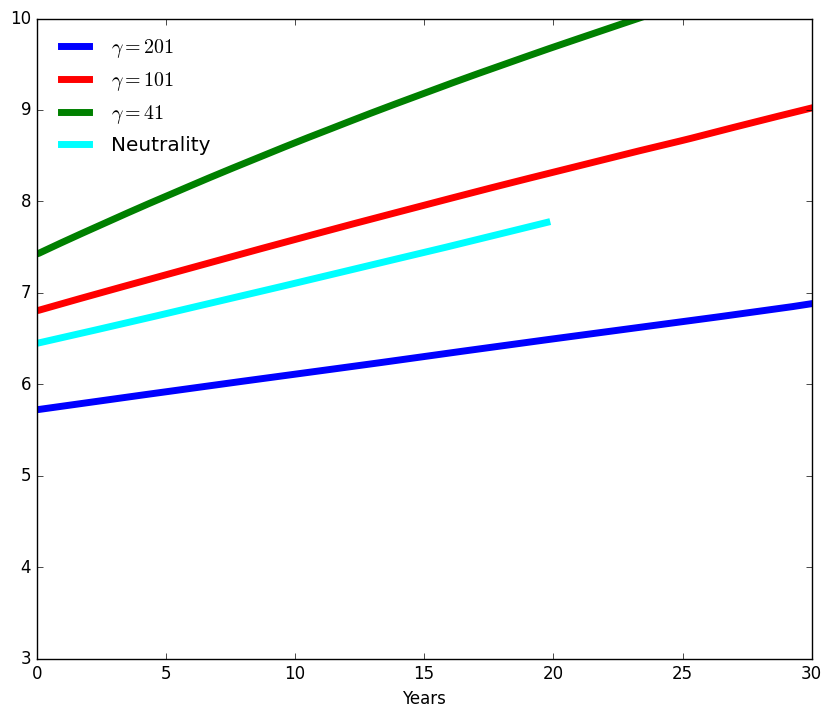 10
9
8
7
6
5
4
3
γ = 201
γ = 101
γ = 41
Neutrality
0 5 10 15 20 25 30
Years